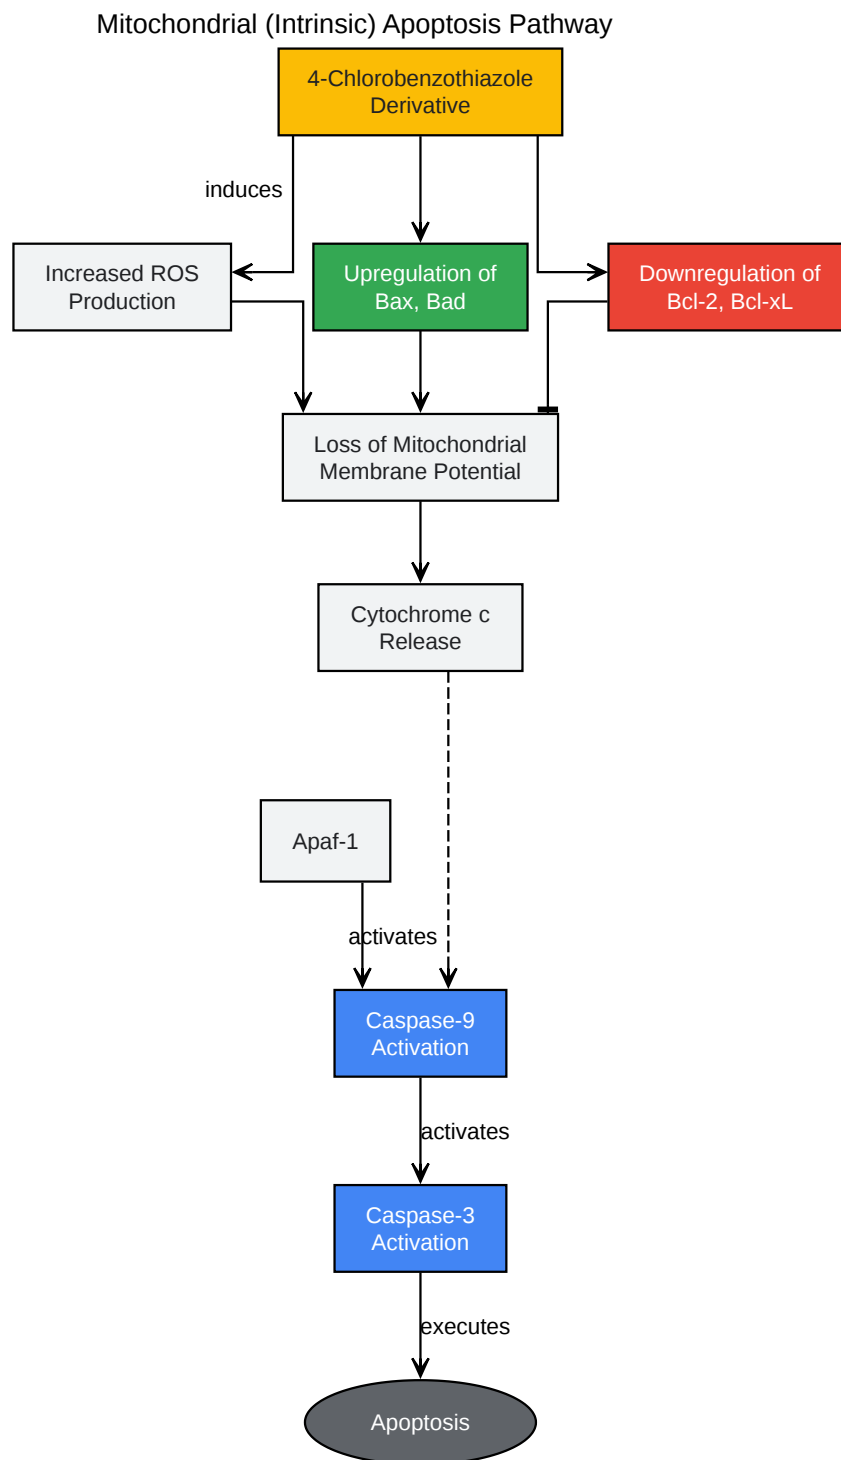 Mitochondrial (Intrinsic) Apoptosis Pathway
4-Chlorobenzothiazole
Derivative
induces
Increased ROS
Production
Upregulation of
Bax, Bad
Downregulation of
Bcl-2, Bcl-xL
Loss of Mitochondrial
Membrane Potential
Cytochrome c
Release
Apaf-1
activates
Caspase-9
Activation
activates
Caspase-3
Activation
executes
Apoptosis